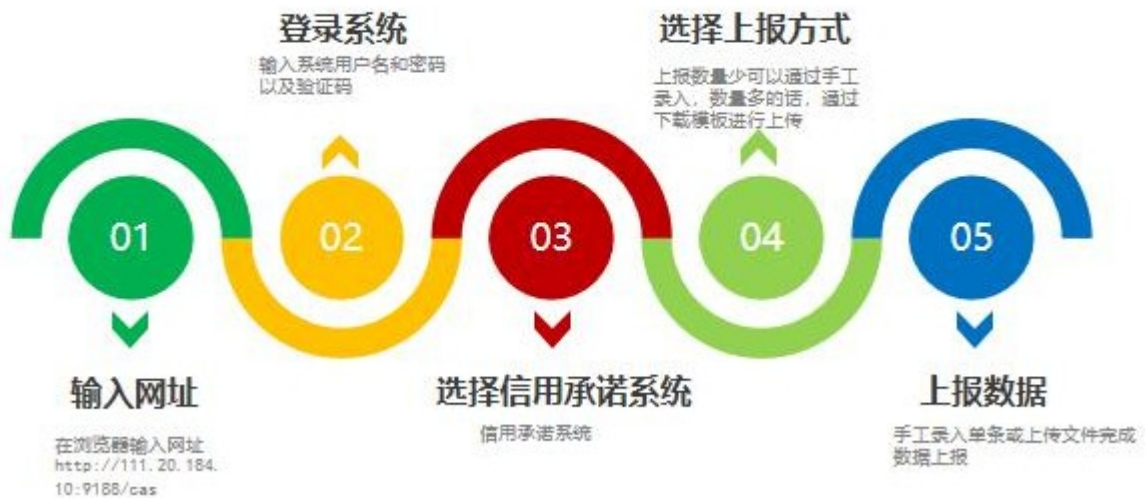 01
输入网址
在浏览器输入网址
http://111.20.184.
10:9188/cas
登录系统
输入系统用户名和密码
以及验证码
02
03
选择信用承诺系统
信用承诺系统
选择上报方式
上报数量少可以通过手工
录入，数量多的话，通过
下载模板进行上传
04
05
上报数据
手工录入单条或上传文件完成
数据上报